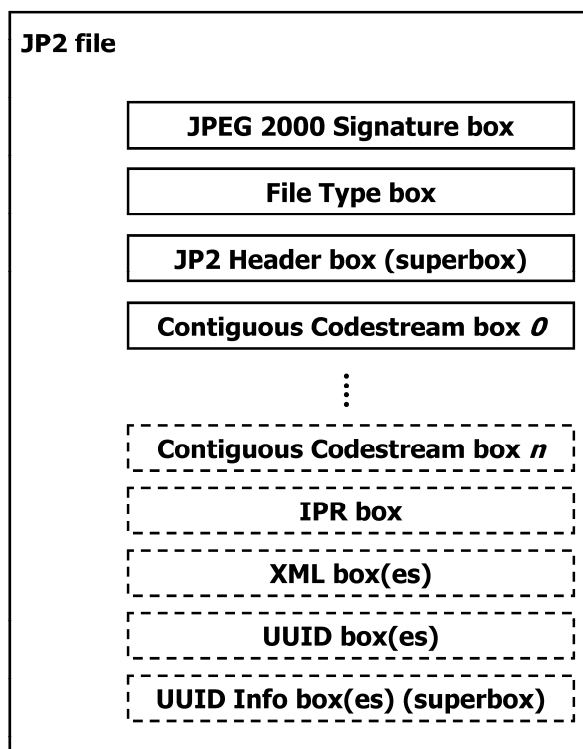 JP2 file
JPEG 2000 Signature box
File Type box
JP2 Header box (superbox)
Contiguous Codestream box 0
Contiguous Codestream box n
IPR box
XML box(es)
UUID box(es)
UUID Info box(es) (superbox)